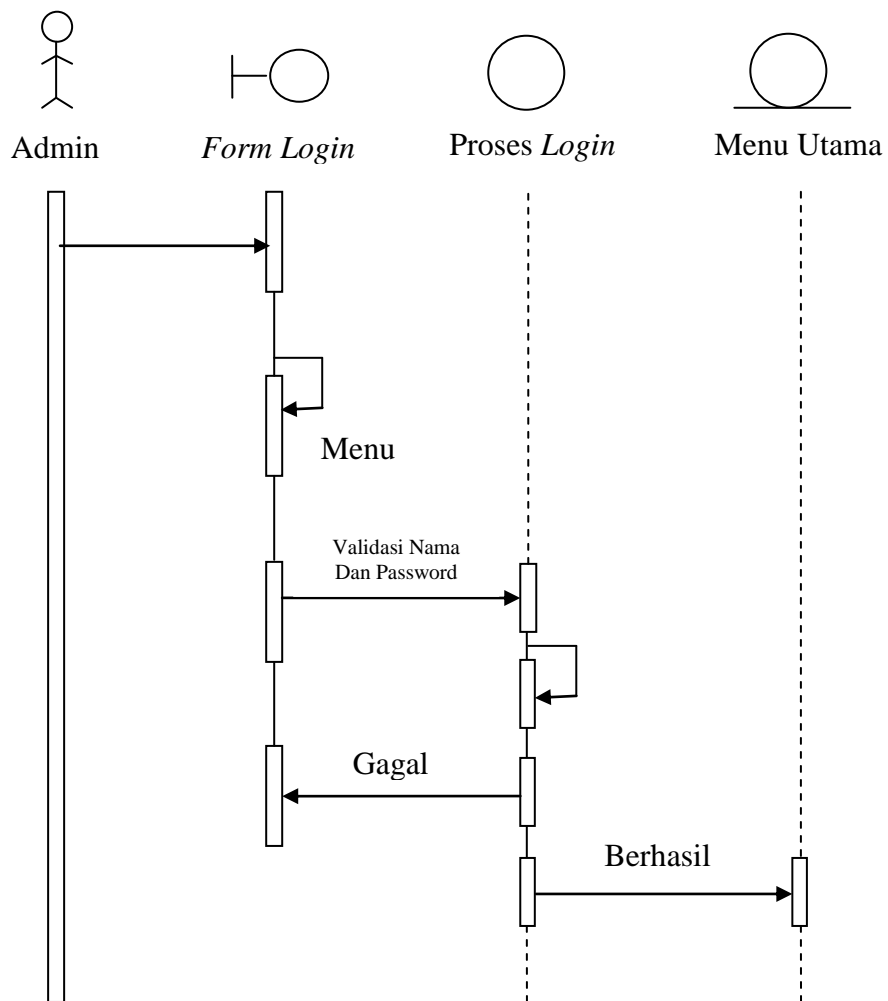 Admin
Form Login
Proses Login
Menu Utama
Menu
Validasi Nama
Dan Password
Gagal
Berhasil